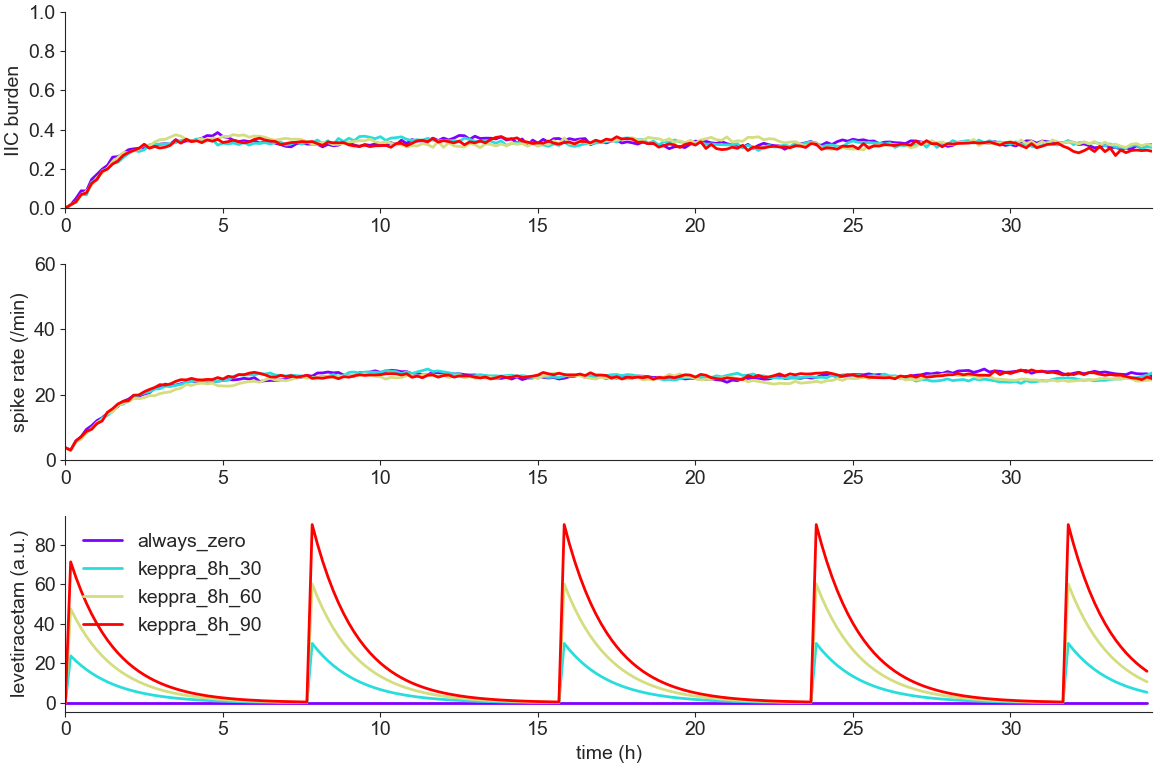 IIC burden
1.0
0.8
0.6
0.4
0.2
0.0
0 5 10 15 20 25 30
spike rate (/min)
60
40
20
0
0 5 10 15 20 25 30
levetiracetam (a.u.)
80
60
40
20
0
always_zero
keppra_8h_30
keppra_8h_60
keppra_8h_90
0 5 10 15 20 25 30
time (h)